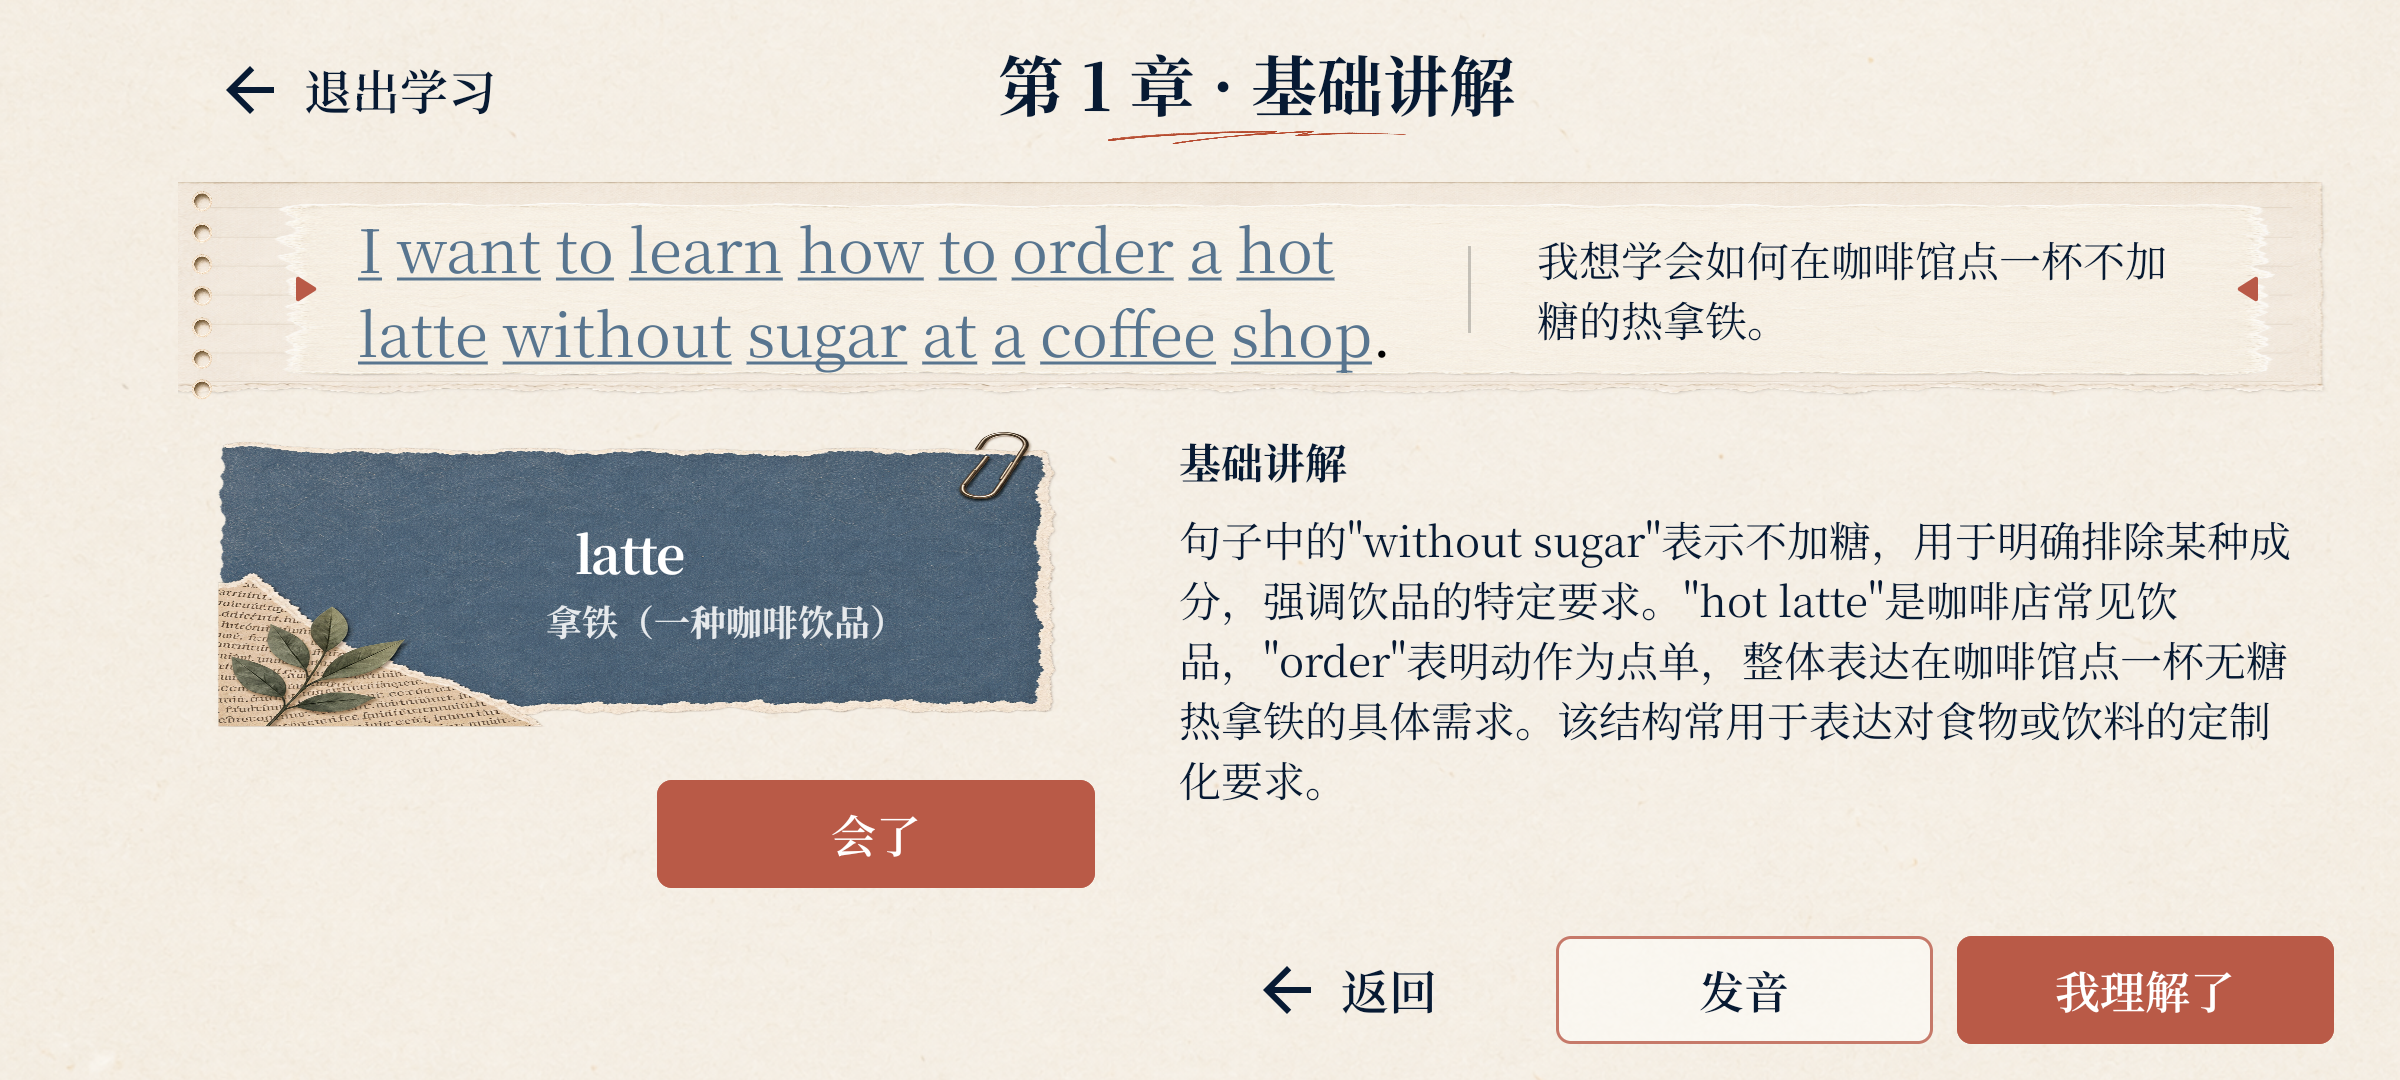 退出学习
第 1 章 · 基础讲解
I want to learn how to order a hot
latte without sugar at a coffee shop.
我想学会如何在咖啡馆点一杯不加
糖的热拿铁。
latte
拿铁（一种咖啡饮品）
会了
基础讲解
句子中的"without sugar"表示不加糖，用于明确排除某种成
分，强调饮品的特定要求。"hot latte"是咖啡店常见饮
品，"order"表明动作为点单，整体表达在咖啡馆点一杯无糖
热拿铁的具体需求。该结构常用于表达对食物或饮料的定制
化要求。
返回
发音
我理解了